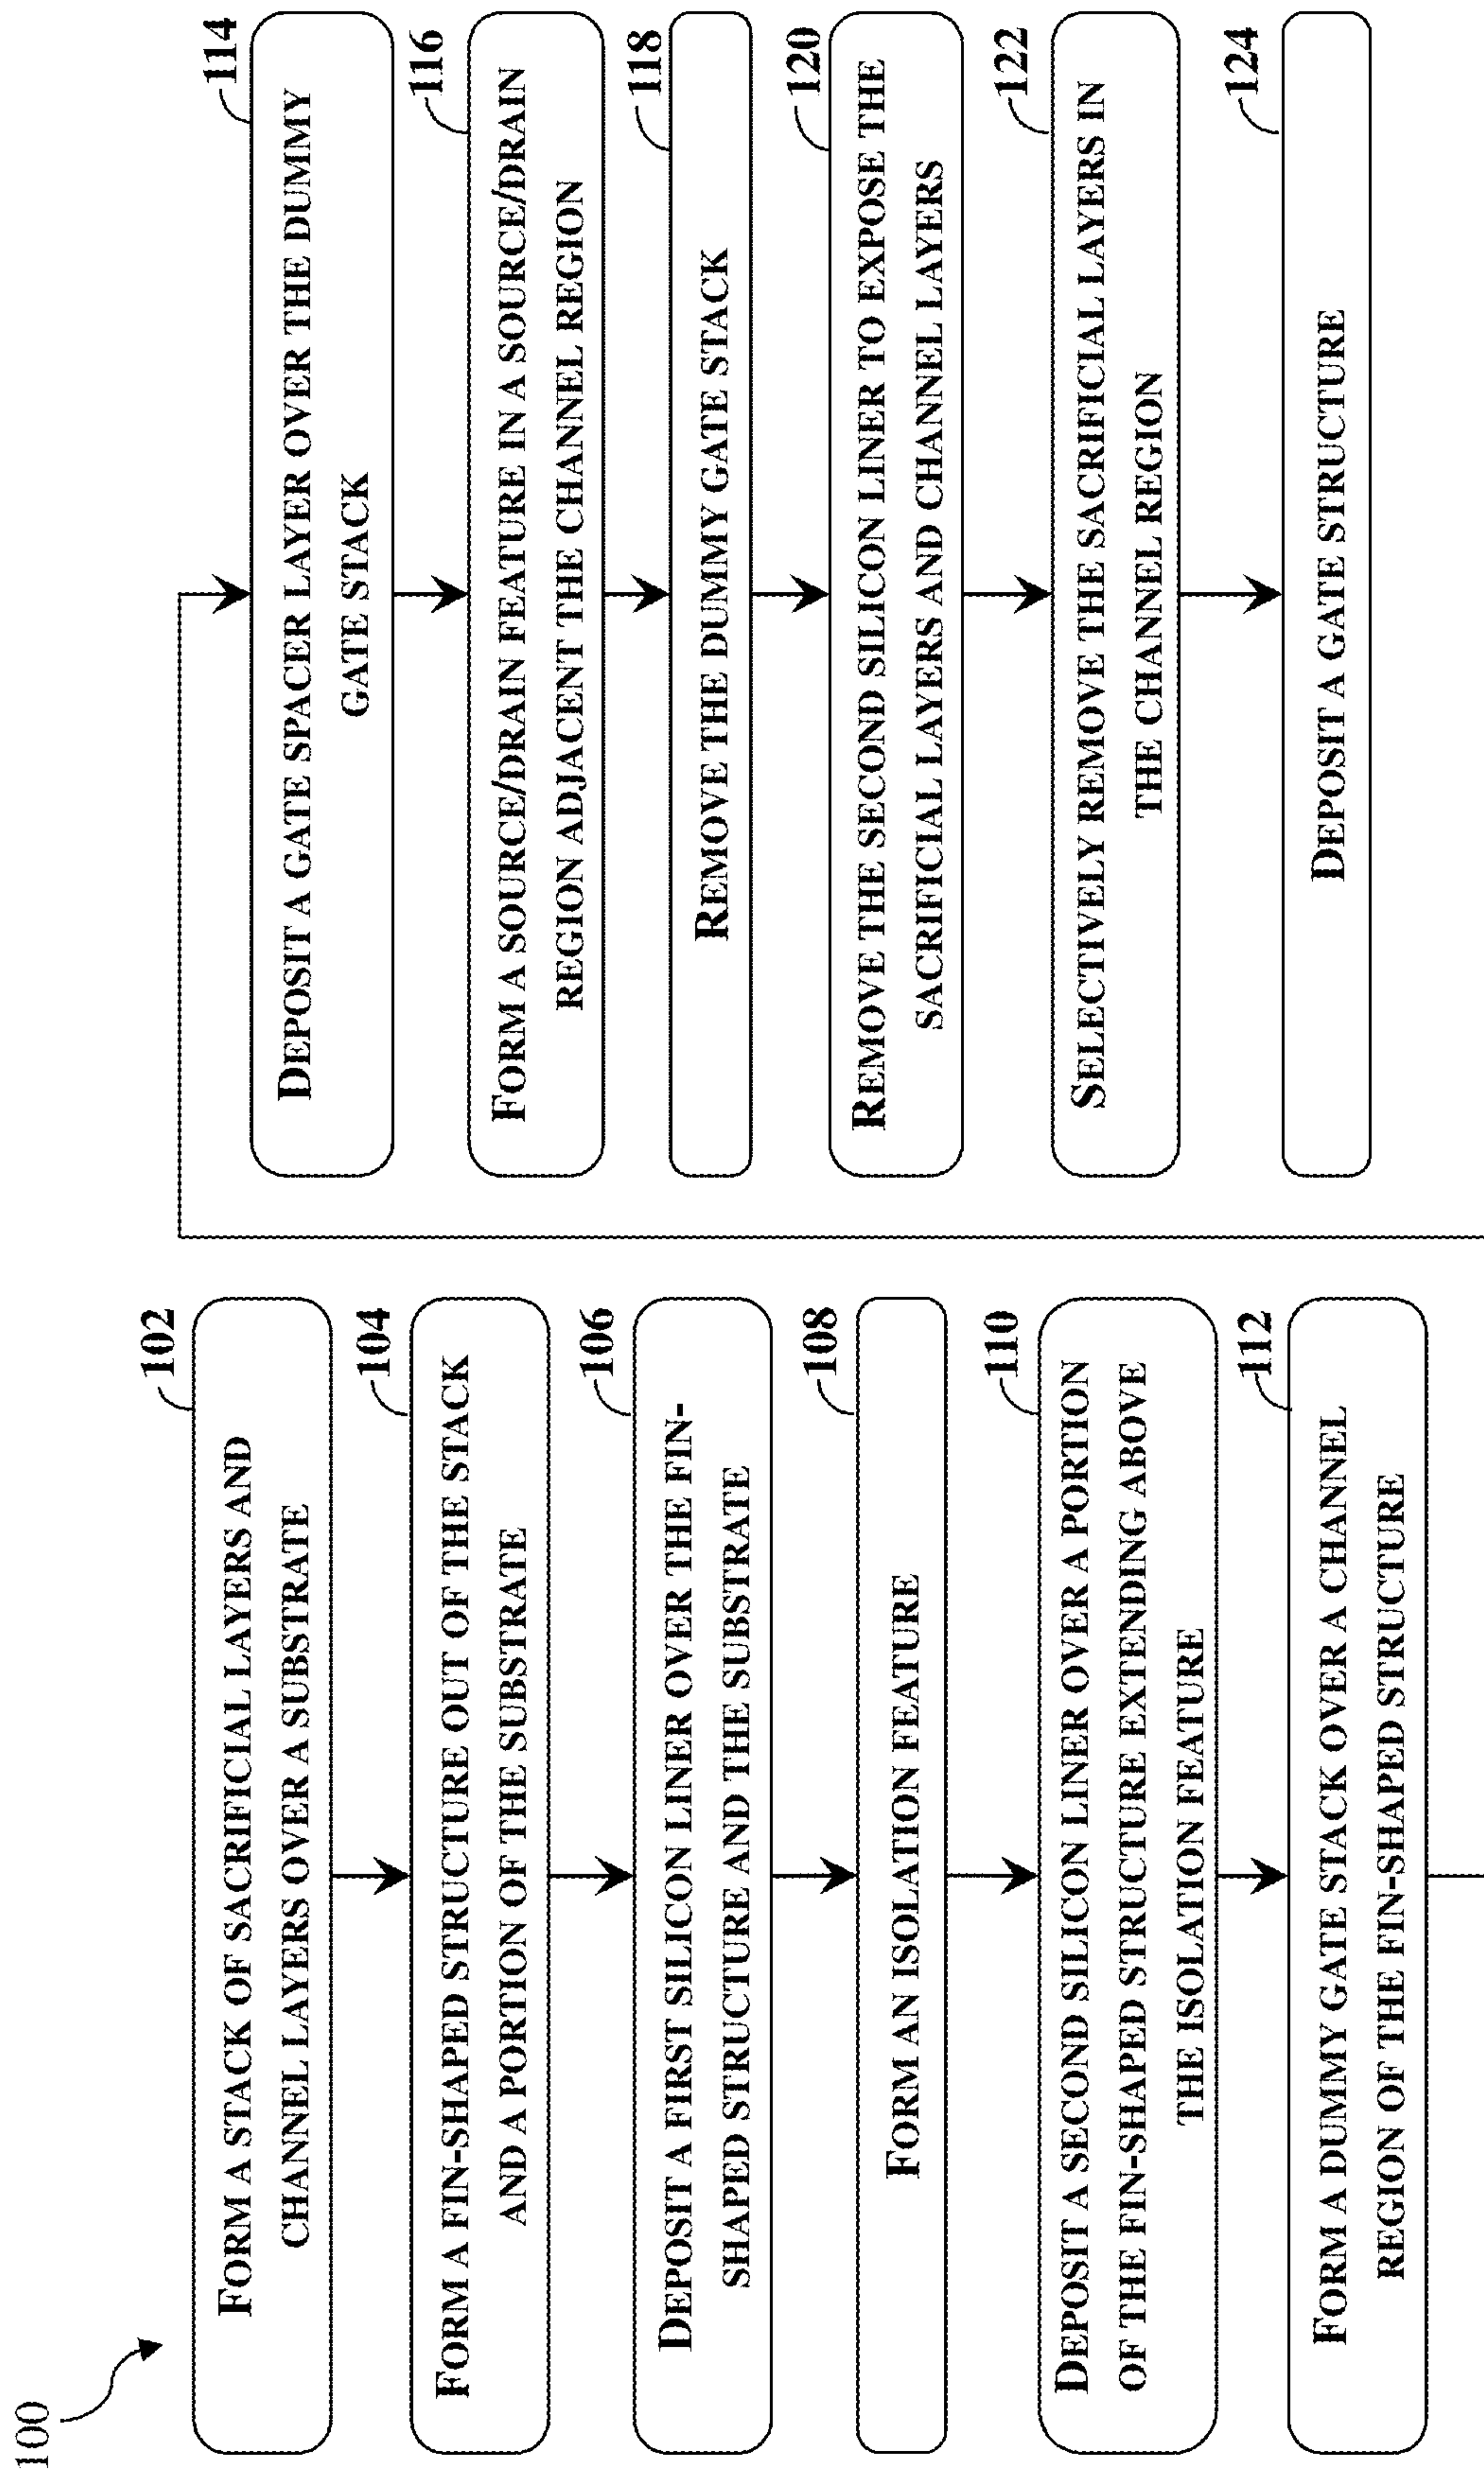 100
102
FORM A STACK OF SACRIFICIAL LAYERS AND
CHANNEL LAYERS OVER A SUBSTRATE
104
FORM A FIN-SHAPED STRUCTURE OUT OF THE STACK
AND A PORTION OF THE SUBSTRATE
106
DEPOSIT A FIRST SILICON LINER OVER THE FIN-
SHAPED STRUCTURE AND THE SUBSTRATE
108
FORM AN ISOLATION FEATURE
110
DEPOSIT A SECOND SILICON LINER OVER A PORTION
OF THE FIN-SHAPED STRUCTURE EXTENDING ABOVE
THE ISOLATION FEATURE
112
FORM A DUMMY GATE STACK OVER A CHANNEL
REGION OF THE FIN-SHAPED STRUCTURE
114
DEPOSIT A GATE SPACER LAYER OVER THE DUMMY
GATE STACK
116
FORM A SOURCE/DRAIN FEATURE IN A SOURCE/DRAIN
REGION ADJACENT THE CHANNEL REGION
118
REMOVE THE DUMMY GATE STACK
120
REMOVE THE SECOND SILICON LINER TO EXPOSE THE
SACRIFICIAL LAYERS AND CHANNEL LAYERS
122
SELECTIVELY REMOVE THE SACRIFICIAL LAYERS IN
THE CHANNEL REGION
124
DEPOSIT A GATE STRUCTURE